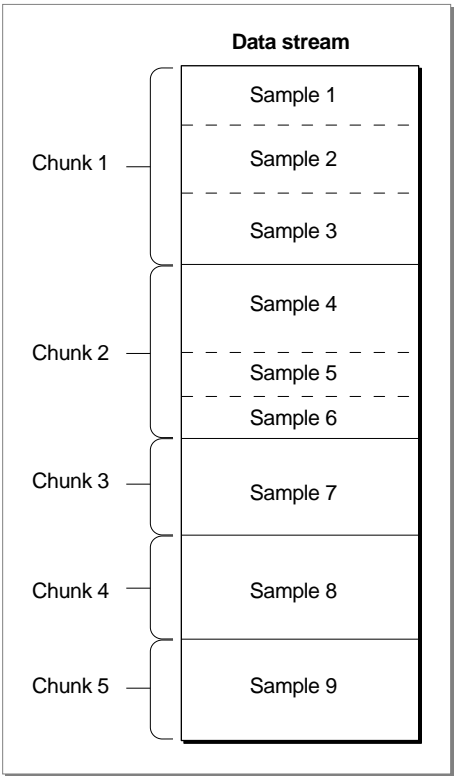 Data stream
Chunk 1
Sample 1
Sample 2
Sample 3
Chunk 2
Sample 4
Sample 5
Sample 6
Chunk 3
Sample 7
Chunk 4
Sample 8
Chunk 5
Sample 9